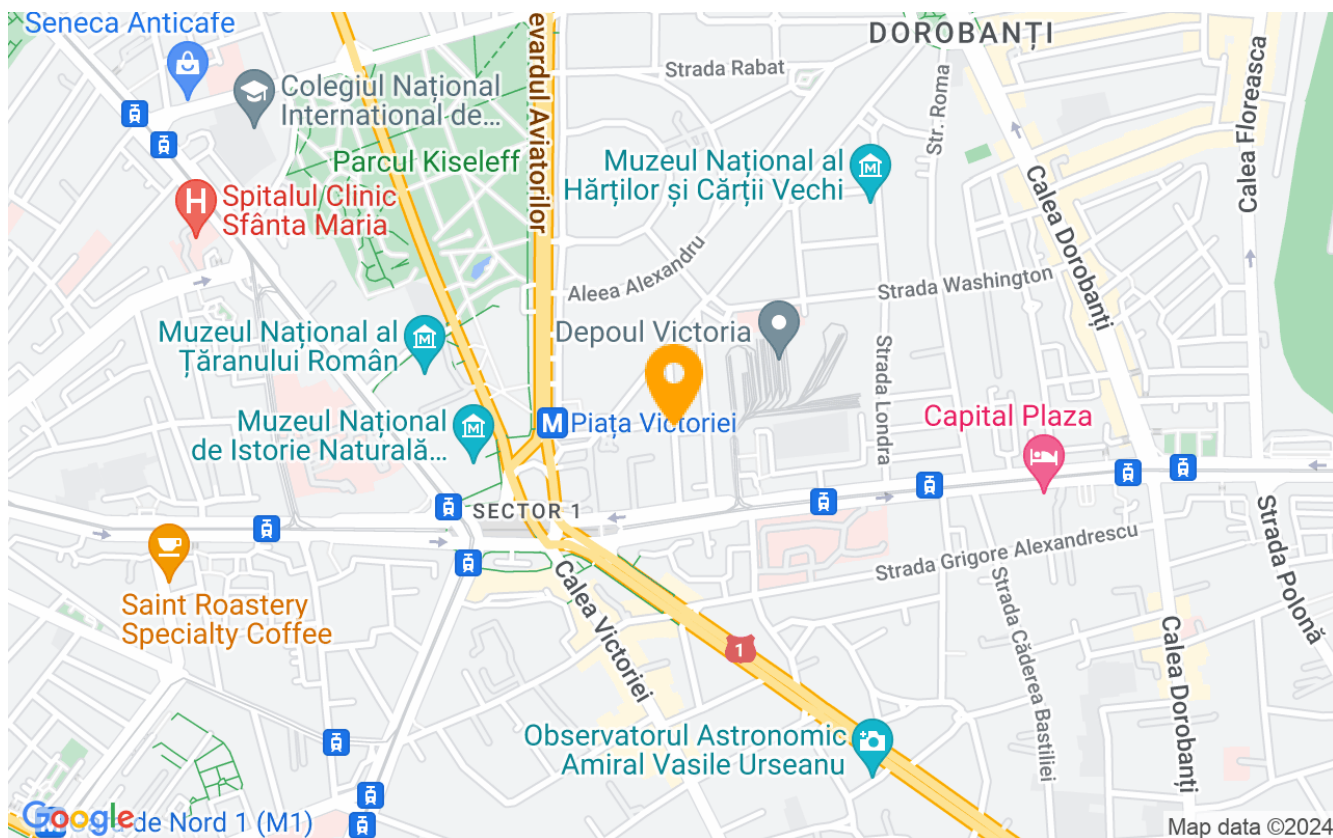 Seneca Anticafe
evardul Aviatorilor
DOROBANȚI
Strada Rabat
Str. Roma
Calea Floreasca
Colegiul Național
Internațional de...
Parcul Kiseleff
Muzeul Național al
Hărților și Cărții Vechi
Calea Dorobanți
H
Spitalul Clinic
Sfânta Maria
Aleea Alexandru
Strada Washington
Muzeul Național al
Țăranului Român
Depoul Victoria
Strada Londra
M
Piața Victoriei
Muzeul Național
de Istorie Naturală...
Capital Plaza
SECTOR 1
Strada Grigore Alexandrescu
Strada Polonă
Saint Roastery
Specialty Coffee
Calea Victoriei
Strada Căderea Bastiliei
1
Calea Dorobanți
Observatorul Astronomic
Amiral Vasile Urseanu
Google
de Nord 1 (M1)
Map data ©2024